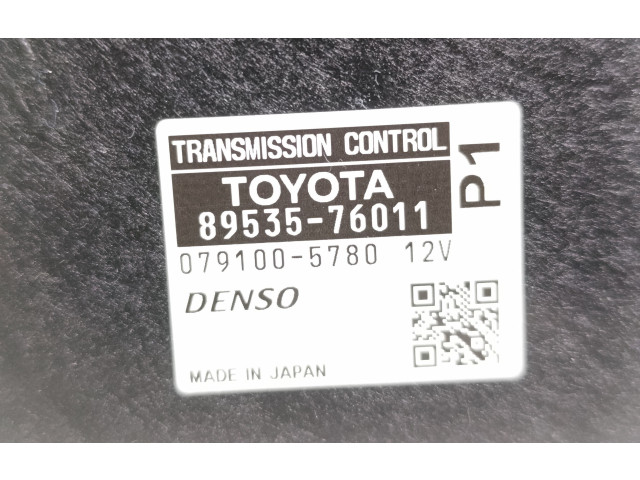 TRANSMISSION CONTROL
TOYOTA
89535-76011
P1
079100-5780 12V
DENSO
MADE IN JAPAN